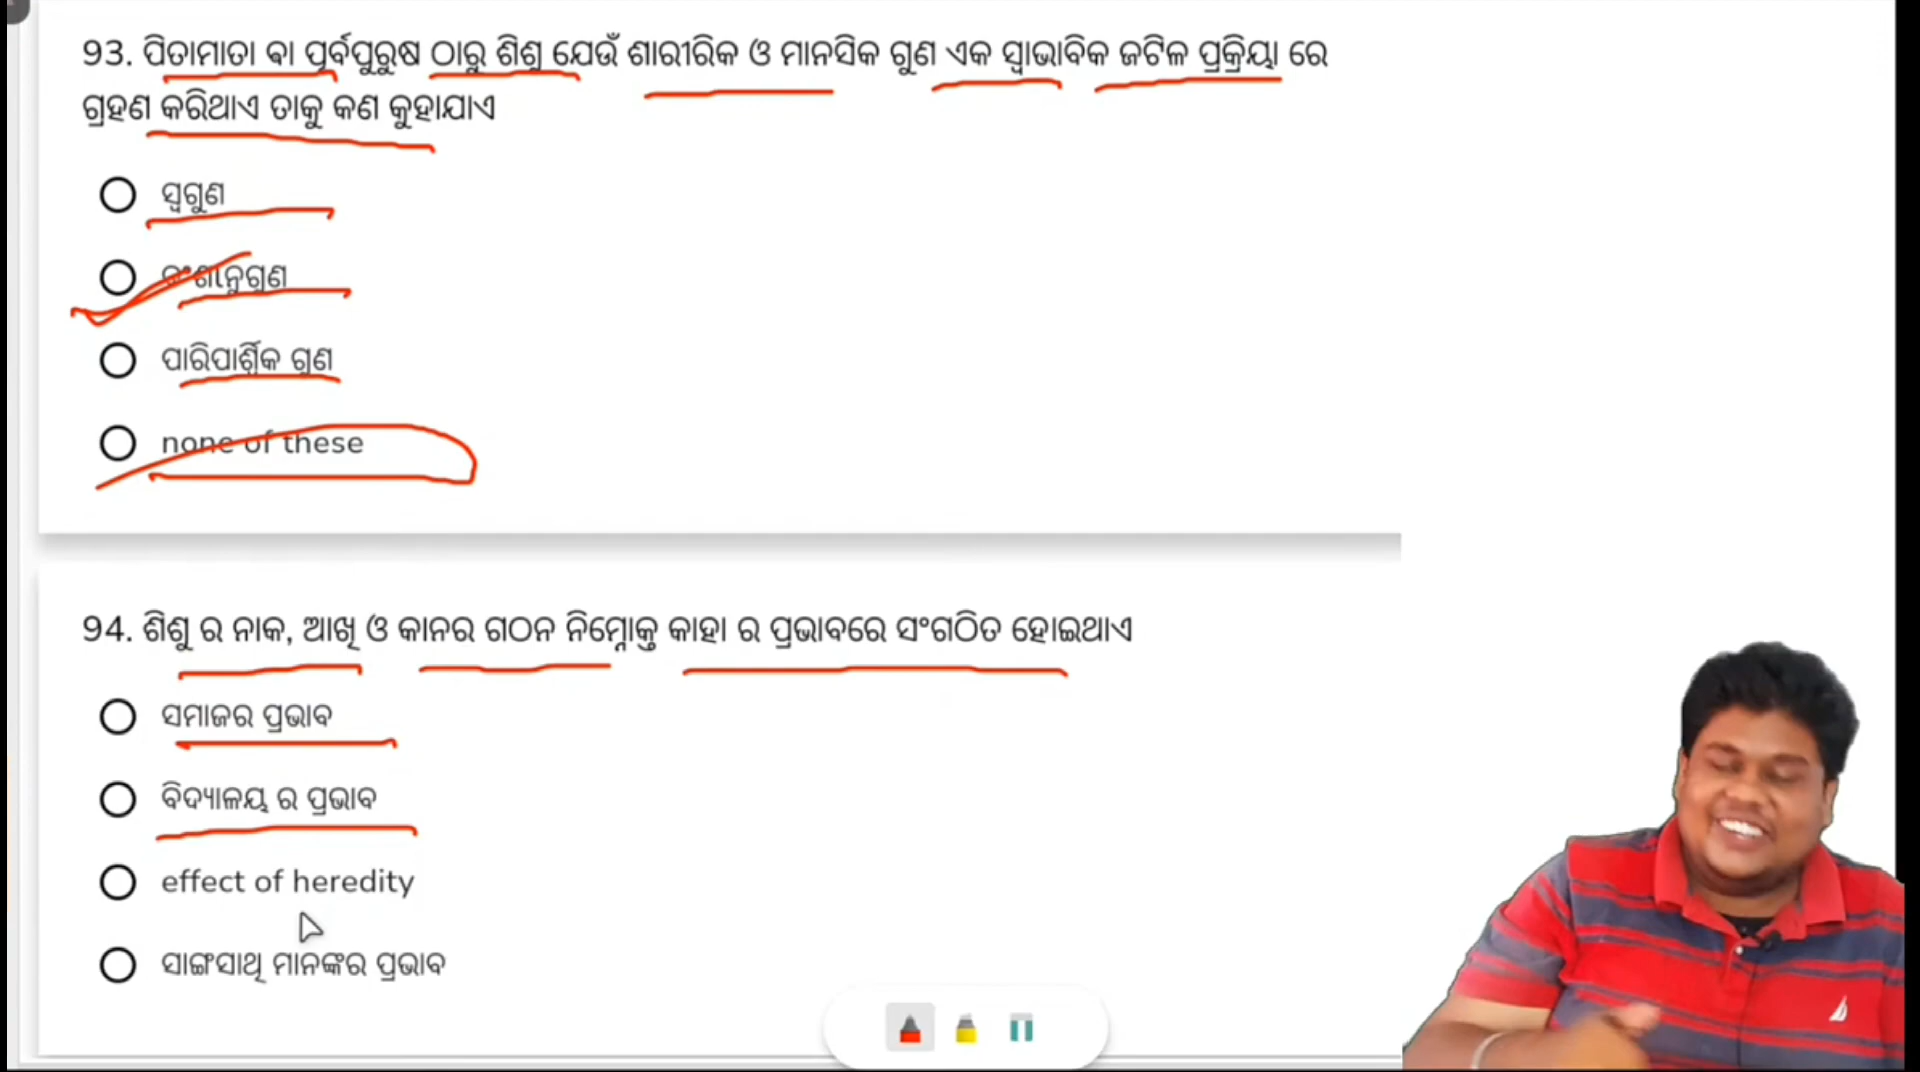 93. ପିତାମାତା ଵା ପୂର୍ବପୁରୁଷ ଠାରୁ ଶିଶୁ ଯେଉଁ ଶାରୀରିକ ଓ ମାନସିକ ଗୁଣ ଏକ ସ୍ୱାଭାବିକ ଜଟିଳ ପ୍ରକ୍ରିୟା ରେ
ଗ୍ରହଣ କରିଥାଏ ତାକୁ କଣ କୁହାଯାଏ
ସ୍ୱଗୁଣ
ବଂଶାନୁଗୁଣ
ପାରିପାର୍ଶ୍ଵିକ ଗୁଣ
none of these
94. ଶିଶୁ ର ନାକ, ଆଖି ଓ କାନର ଗଠନ ନିମ୍ନୋକ୍ତ କାହା ର ପ୍ରଭାବରେ ସଂଗଠିତ ହୋଇଥାଏ
ସମାଜର ପ୍ରଭାବ
ବିଦ୍ୟାଳୟ ର ପ୍ରଭାବ
effect of heredity
ସାଙ୍ଗସାଥି ମାନଙ୍କର ପ୍ରଭାବ